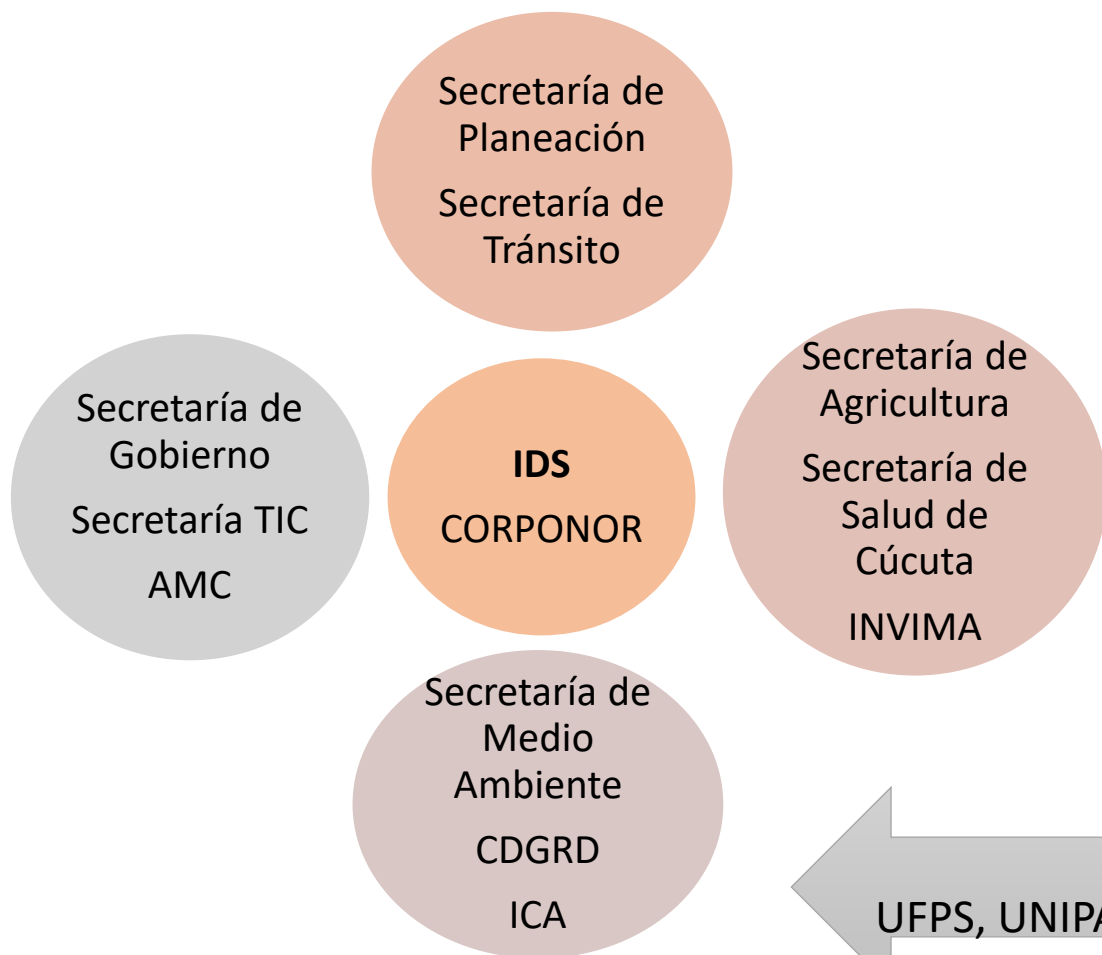 Secretaría de
Planeación
Secretaría de
Tránsito
Secretaría de
Gobierno
Secretaría TIC
AMC
IDS
CORPONOR
Secretaría de
Agricultura
Secretaría de
Salud de
Cúcuta
INVIMA
Secretaría de
Medio
Ambiente
CDGRD
ICA
UFPS,